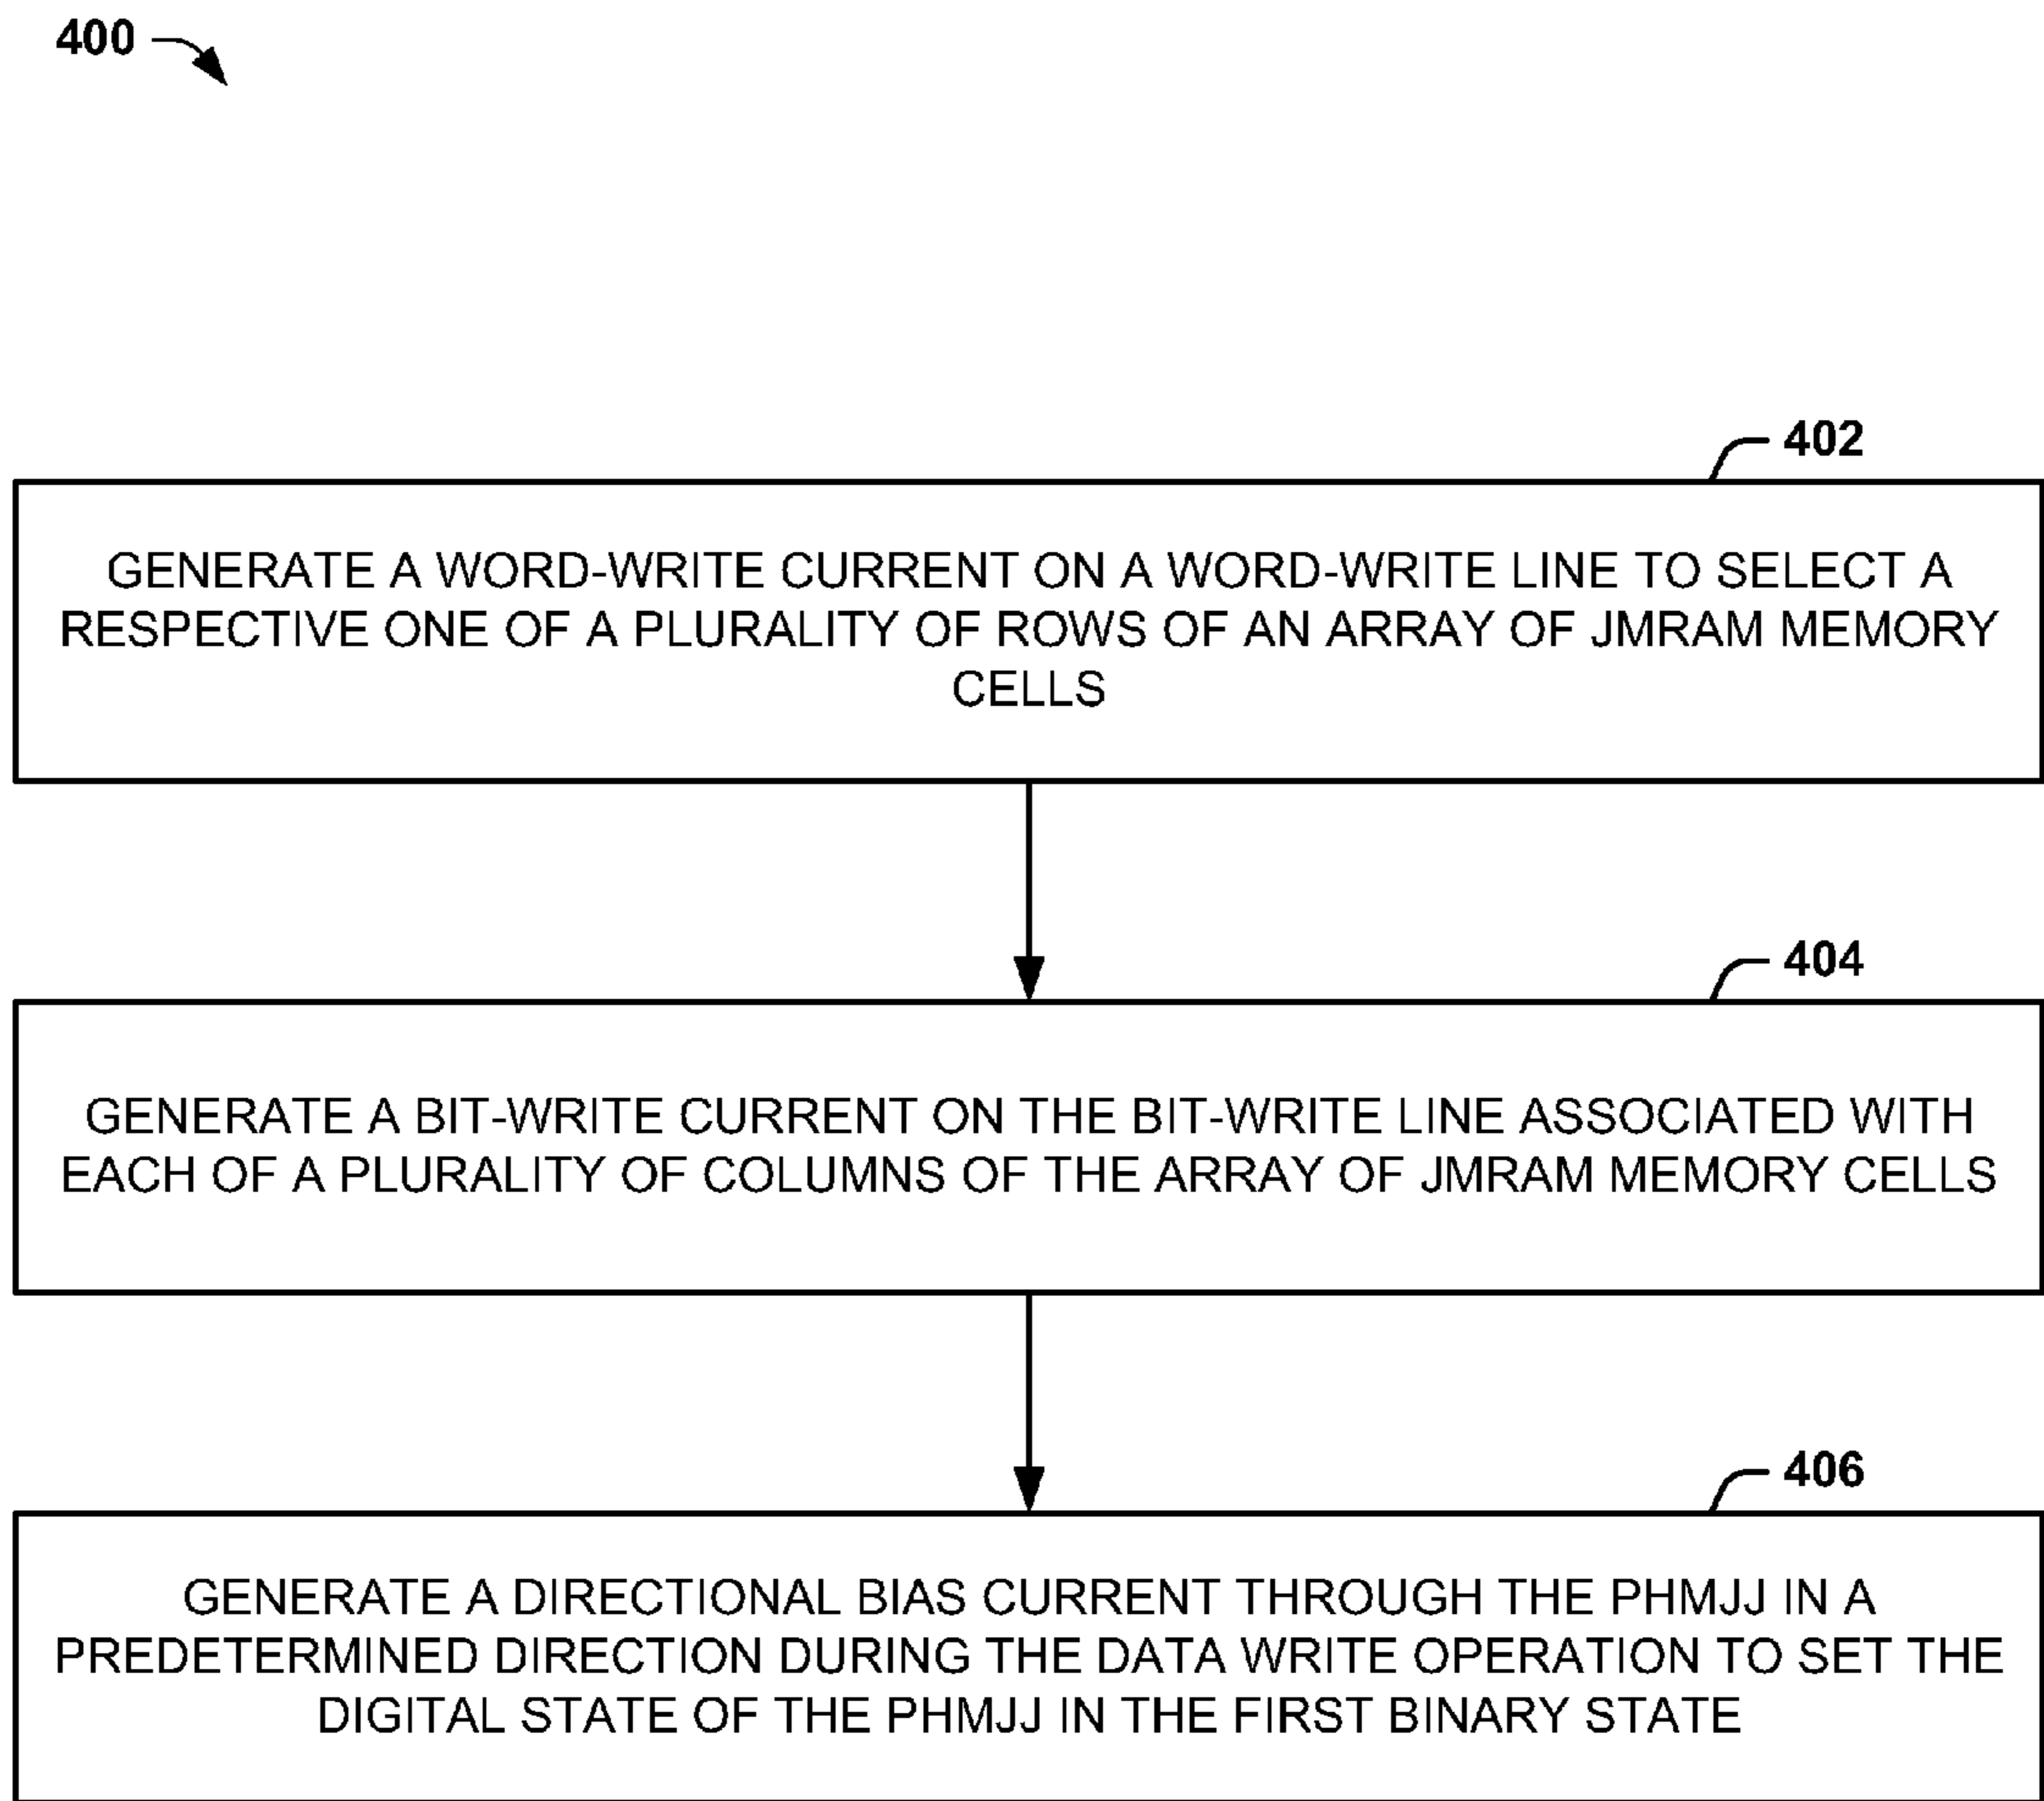 400
402
GENERATE A WORD-WRITE CURRENT ON A WORD-WRITE LINE TO SELECT A
RESPECTIVE ONE OF A PLURALITY OF ROWS OF AN ARRAY OF JMRAM MEMORY
CELLS
404
GENERATE A BIT-WRITE CURRENT ON THE BIT-WRITE LINE ASSOCIATED WITH
EACH OF A PLURALITY OF COLUMNS OF THE ARRAY OF JMRAM MEMORY CELLS
406
GENERATE A DIRECTIONAL BIAS CURRENT THROUGH THE PHMJJ IN A
PREDETERMINED DIRECTION DURING THE DATA WRITE OPERATION TO SET THE
DIGITAL STATE OF THE PHMJJ IN THE FIRST BINARY STATE